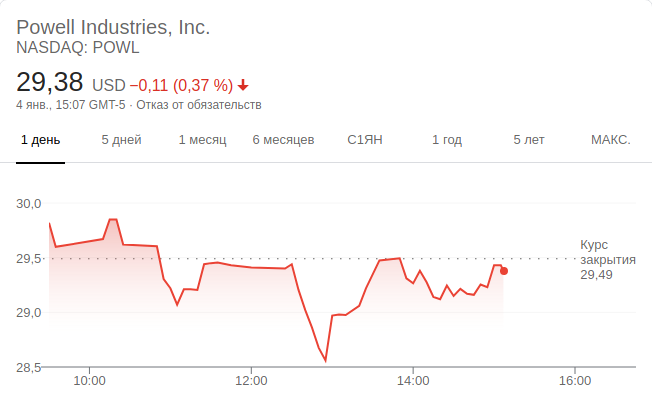 Powell Industries, Inc.
NASDAQ: POWL
29,38 USD −0,11 (0,37 %)
4 янв., 15:07 GMT-5 · Отказ от обязательств
1 день 5 дней 1 месяц 6 месяцев С1ЯН 1 год 5 лет МАКС.
30,0
29,5
29,0
28,5
Курс
закрытия
29,49
10:00 12:00 14:00 16:00